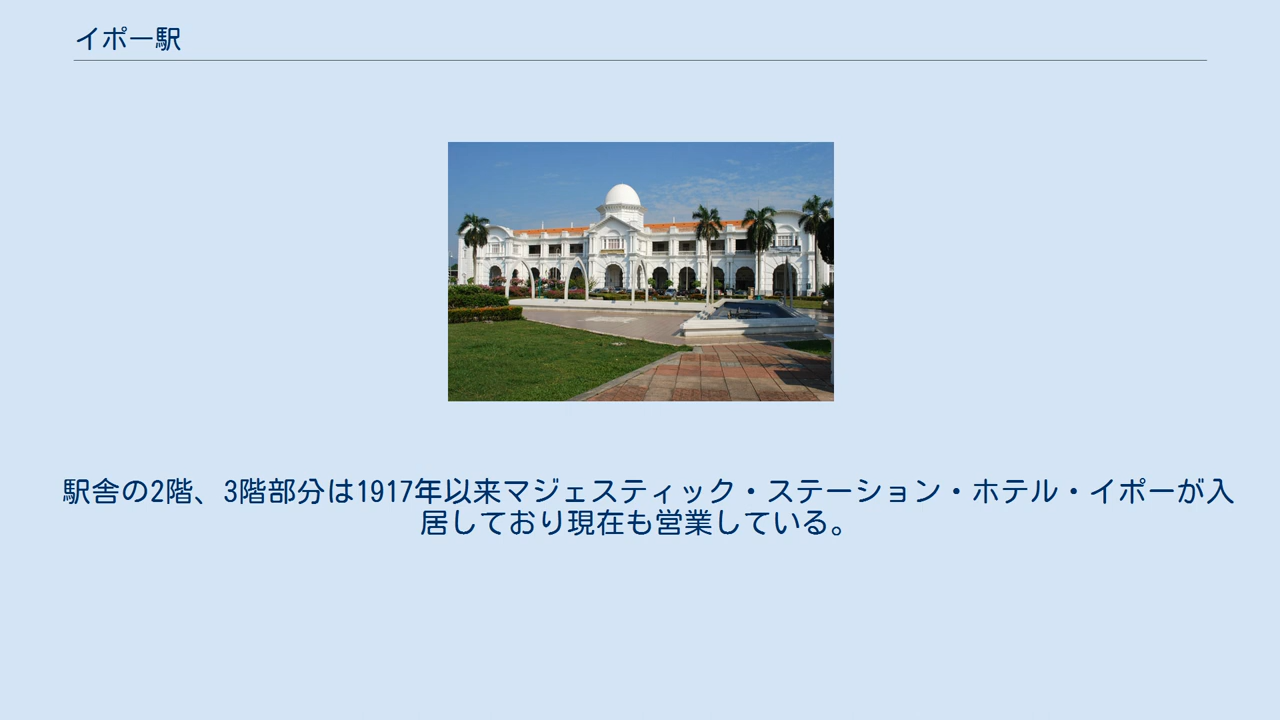 イポー駅
駅舎の2階、3階部分は1917年以来マジェスティック・ステーション・ホテル・イポーが入
居しており現在も営業している。